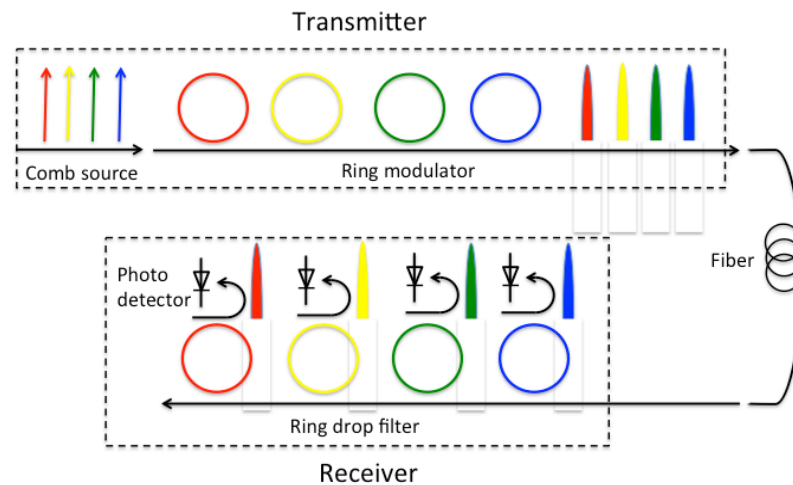 Transmitter
Comb source
Ring modulator
Photo
detector
Fiber
Ring drop filter
Receiver